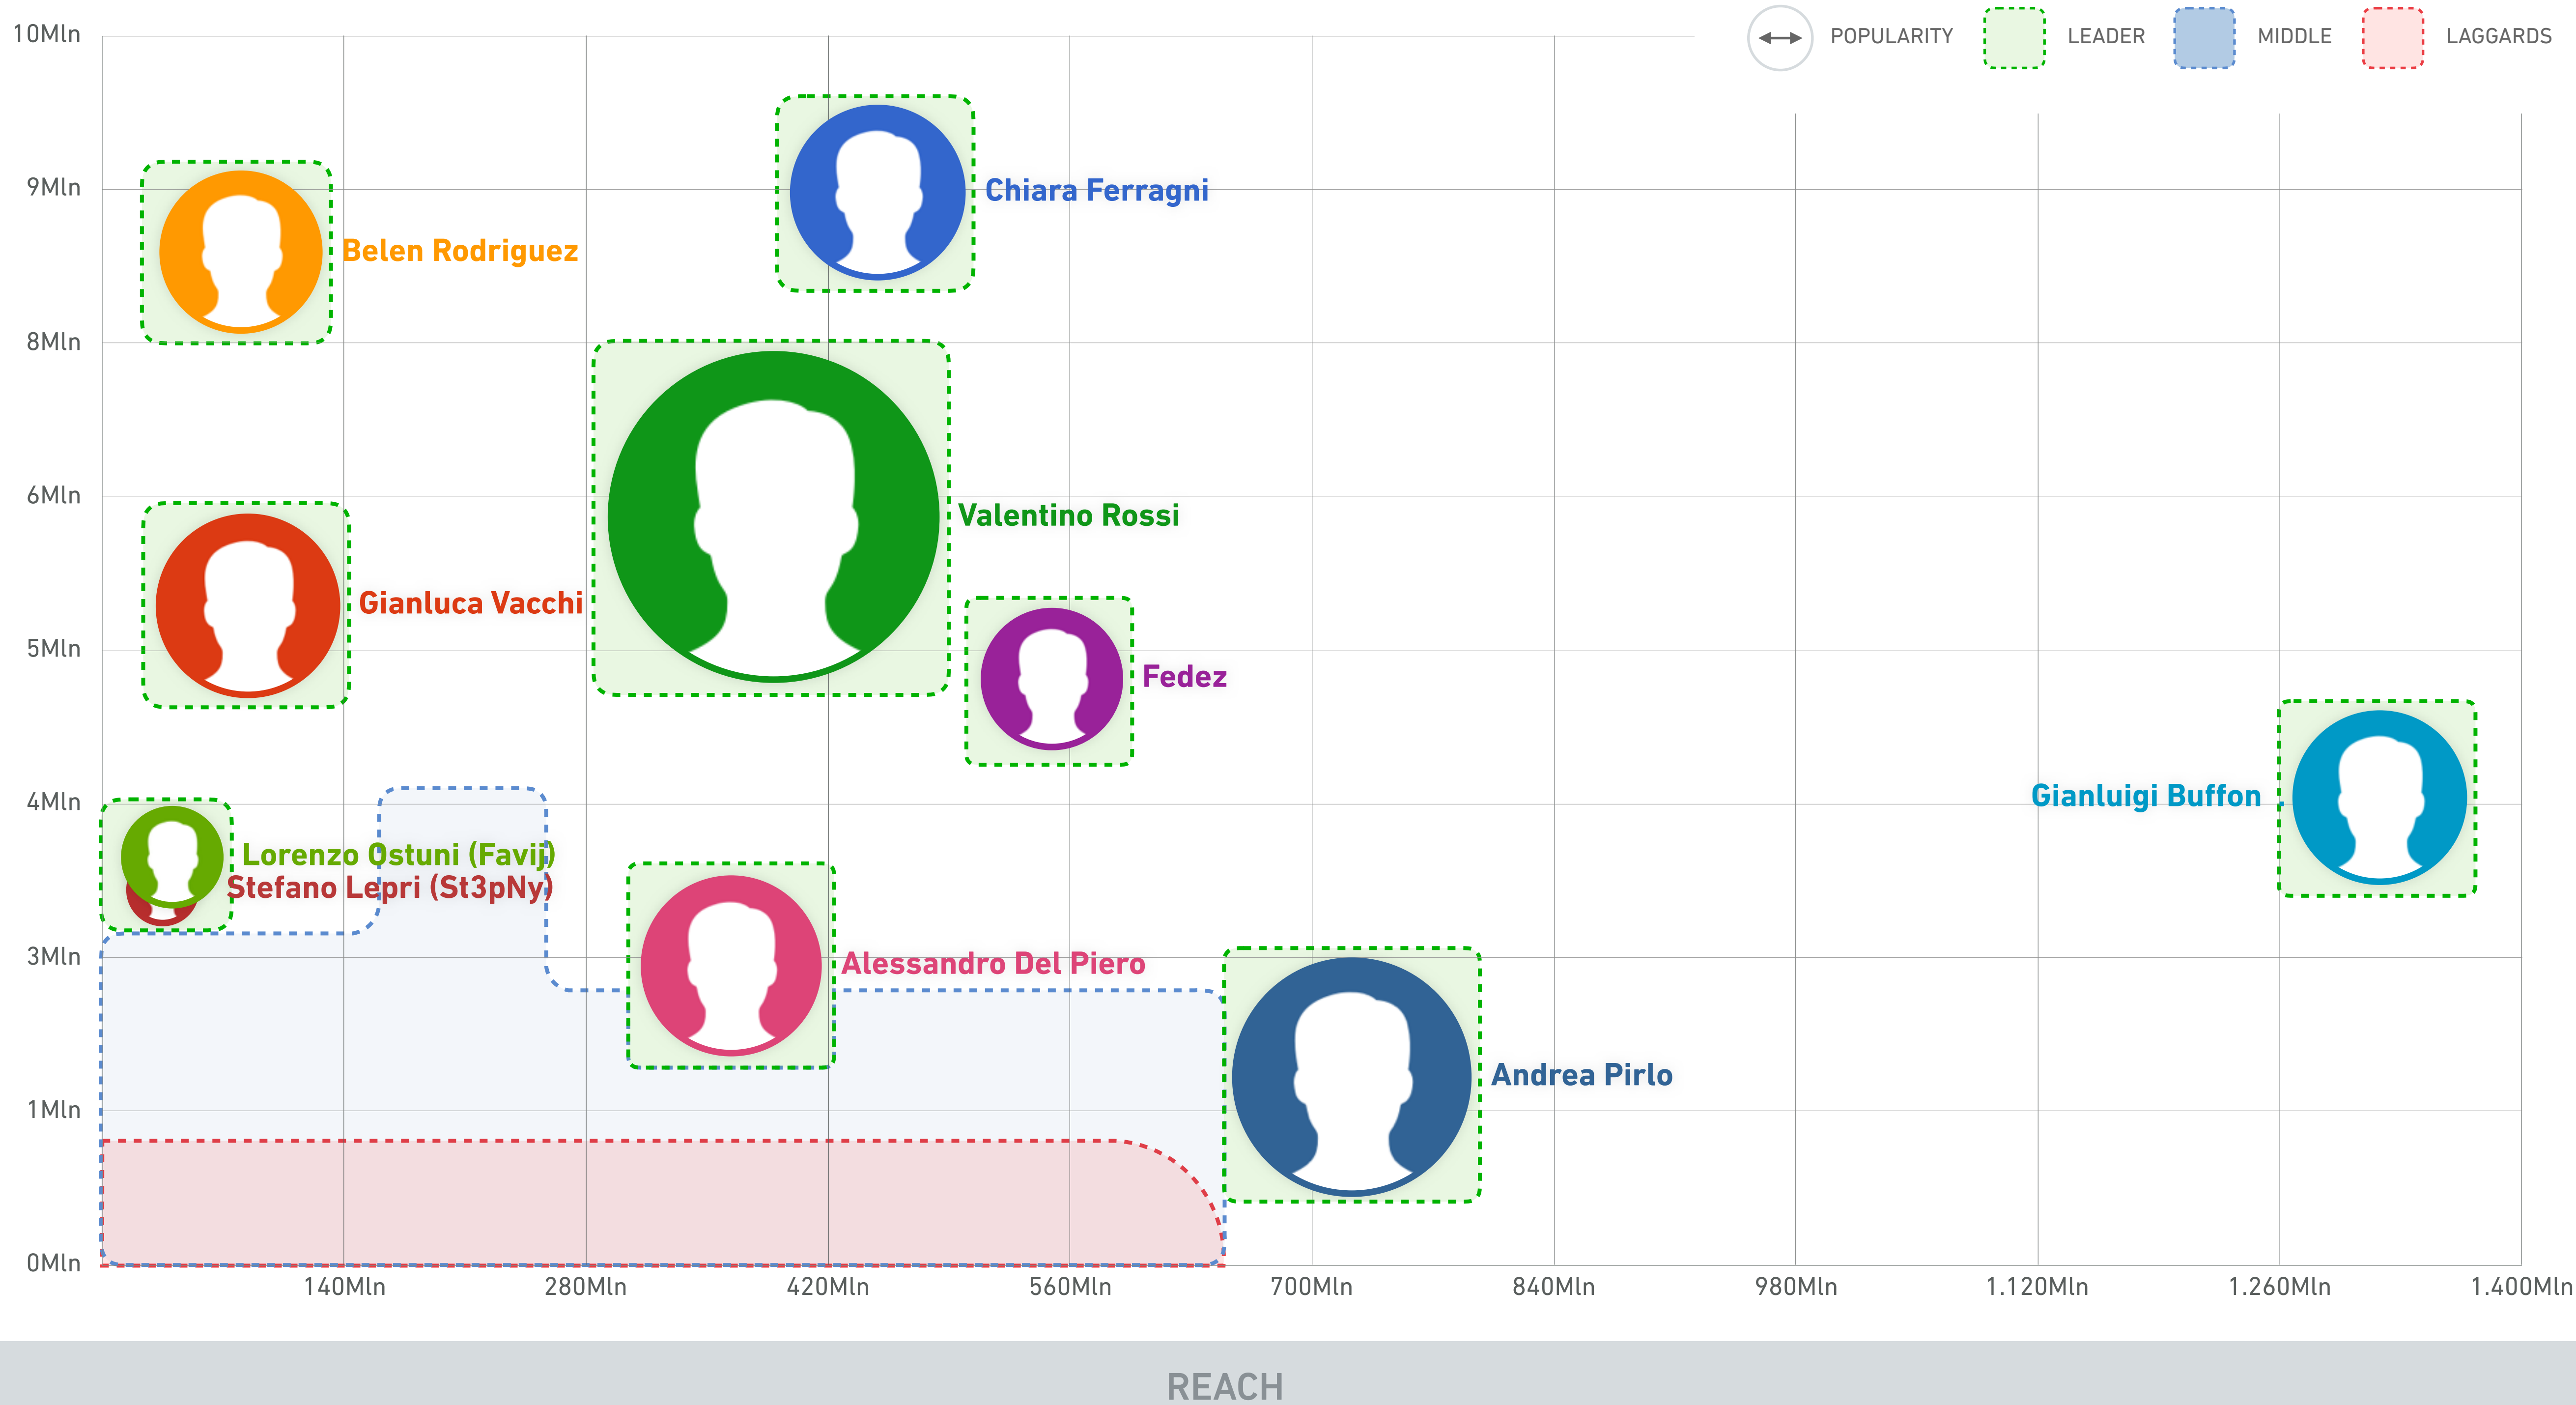 10Mln
POPULARITY
LEADER
MIDDLE
LAGGARDS
9Mln
Chiara Ferragni
Belen Rodriguez
8Mln
6Mln
Valentino Rossi
Gianluca Vacchi
5Mln
Fedez
4Mln
Gianluigi Buffon
Lorenzo Ostuni (Favij)
Stefano Lepri (St3pNy)
3Mln
Alessandro Del Piero
Andrea Pirlo
1Mln
0Mln
140Mln 280Mln 420Mln 560Mln 700Mln 840Mln 980Mln 1.120Mln 1.260Mln 1.400Mln
REACH